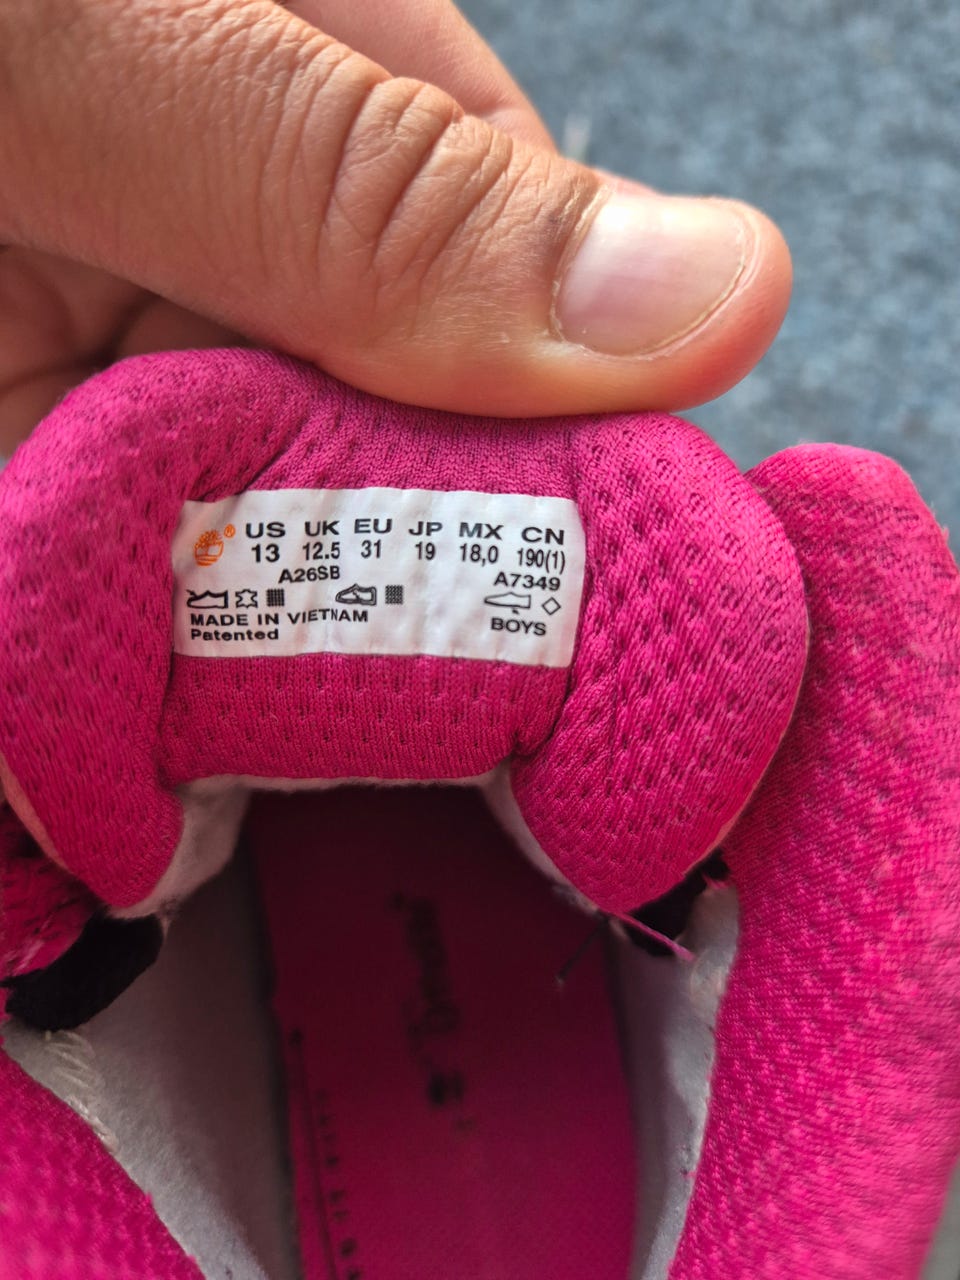 ® US UK EU JP MX CN
13 12.5 31 19 18,0 190(1)
A26SB A7349
MADE IN VIETNAM
Patented
BOYS